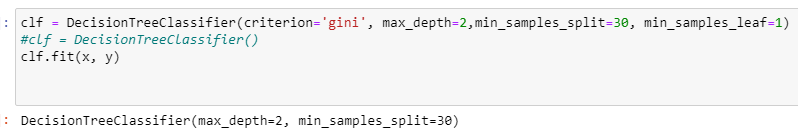 : clf = DecisionTreeClassifier(criterion='gini', max_depth=2,min_samples_split=30, min_samples_leaf=1)
#clf = DecisionTreeClassifier()
clf.fit(x, y)
: DecisionTreeClassifier(max_depth=2, min_samples_split=30)